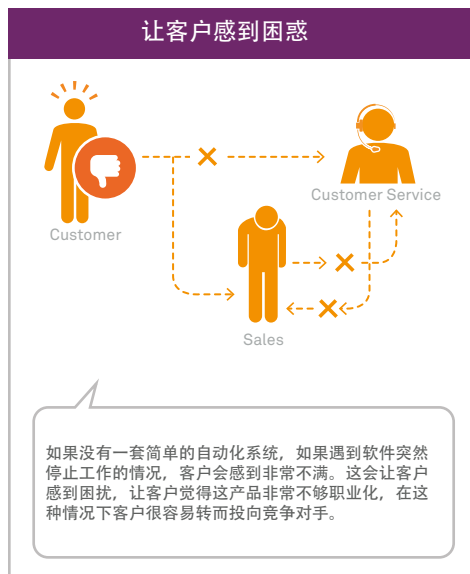 让客户感到困惑
Customer
Customer Service
Sales
如果没有一套简单的自动化系统，如果遇到软件突然
停止工作的情况，客户会感到非常不满。这会让客户
感到困扰，让客户觉得这产品非常不够职业化，在这
种情况下客户很容易转而投向竞争对手。